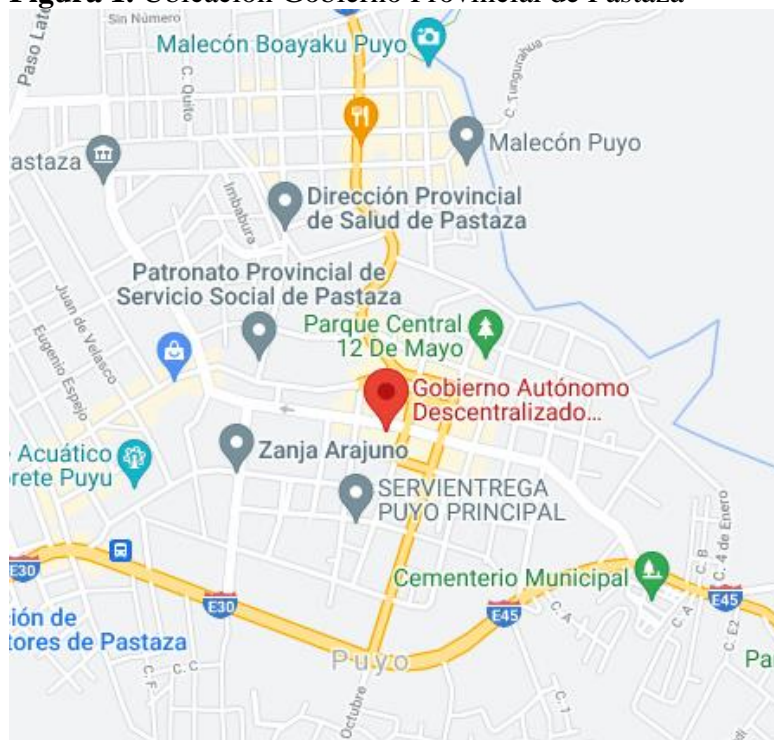 Figura 1. Ubicación Gobierno Provincial de Pastaza
Sin Número
Paso Late
Malecón Boayaku Puyo
C. Quito
C. Tungurahua
Malecón Puyo
astaza
Imbabura
Dirección Provincial
de Salud de Pastaza
Patronato Provincial de
Servicio Social de Pastaza
Juan de Velasco
Eugenio Espejo
Parque Central
12 De Mayo
Gobierno Autónomo
Descentralizado...
Acuático
rete Puyu
Zanja Arajuno
SERVIENTREGA
PUYO PRINCIPAL
C. 4 de Enero
C. B
Cementerio Municipal
E30
E30
E45
E45
C. A
C. A
C. E2
ión de
tores de Pastaza
Puyo
Pa
C. C
C. F
Octubre
C. 1